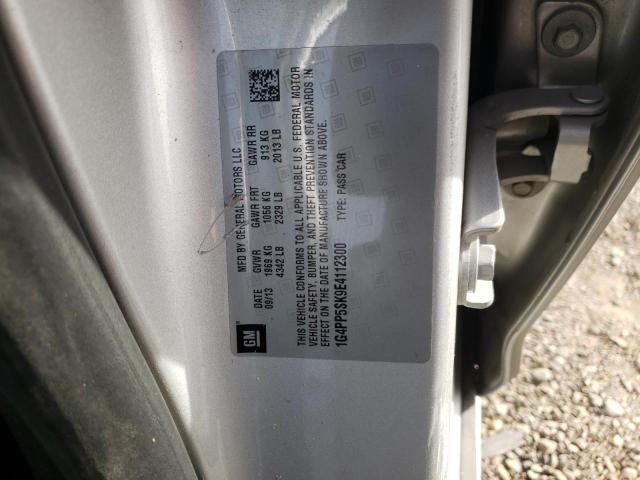 MFD BY GENERAL MOTORS LLC
DATE GVWR GAWR FRT GAWR RR
09/13 1969 KG 1056 KG 913 KG
4342 LB 2329 LB 2013 LB
THIS VEHICLE CONFORMS TO ALL APPLICABLE U.S. FEDERAL MOTOR
VEHICLE SAFETY, BUMPER, AND THEFT PREVENTION STANDARDS IN
EFFECT ON THE DATE OF MANUFACTURE SHOWN ABOVE.
1G4PP5SK9E4112300 TYPE: PASS CAR
GM